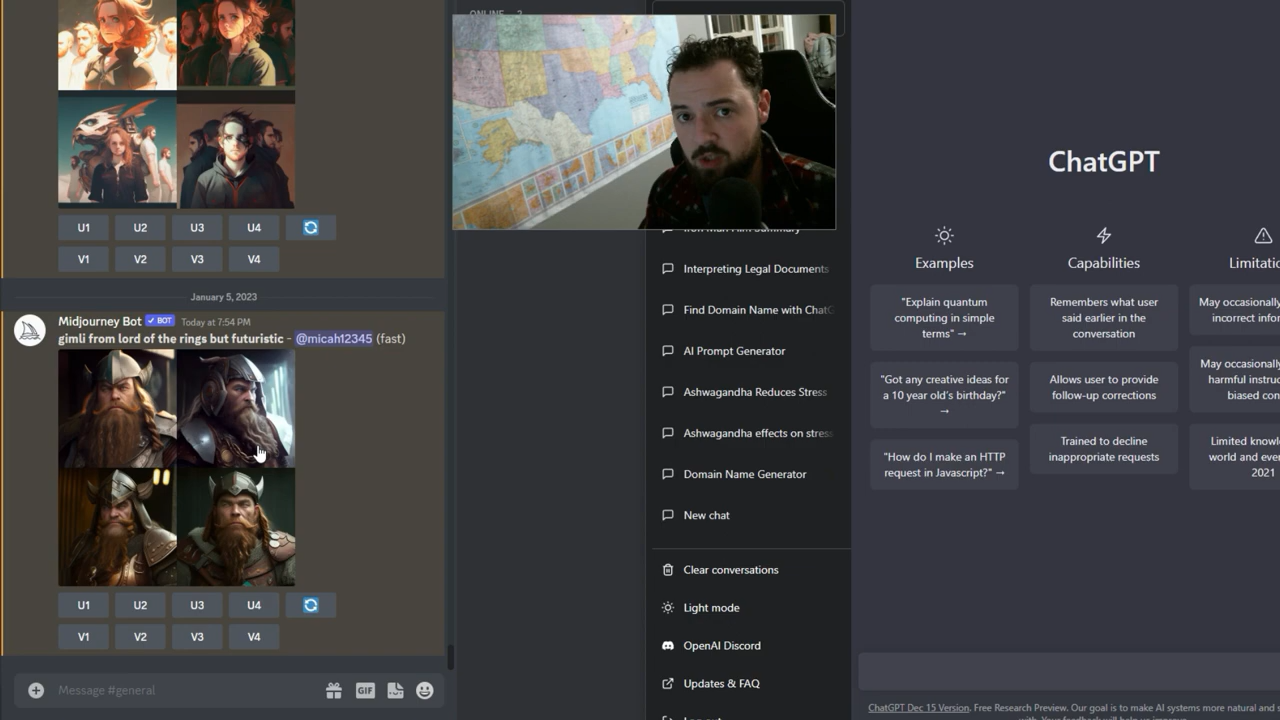 U1 U2 U3 U4
V1 V2 V3 V4
January 5, 2023
Midjourney Bot ✓ BOT Today at 7:54 PM
gimli from lord of the rings but futuristic - @micah12345 (fast)
U1 U2 U3 U4
V1 V2 V3 V4
Message #general
GIF
ONLINE
Iron Man Film Summary
Interpreting Legal Documents
Find Domain Name with ChatG
AI Prompt Generator
Ashwagandha Reduces Stress
Ashwagandha effects on stress
Domain Name Generator
New chat
Clear conversations
Light mode
OpenAI Discord
Updates & FAQ
ChatGPT
Examples
"Explain quantum
computing in simple
terms" →
"Got any creative ideas for
a 10 year old's birthday?"
→
"How do I make an HTTP
request in Javascript?" →
Capabilities
Remembers what user
said earlier in the
conversation
Allows user to provide
follow-up corrections
Trained to decline
inappropriate requests
Limitatio
May occasionally
incorrect infor
May occasionally
harmful instruc
biased con
Limited knowl
world and eve
2021
ChatGPT Dec 15 Version. Free Research Preview. Our goal is to make AI systems more natural and s